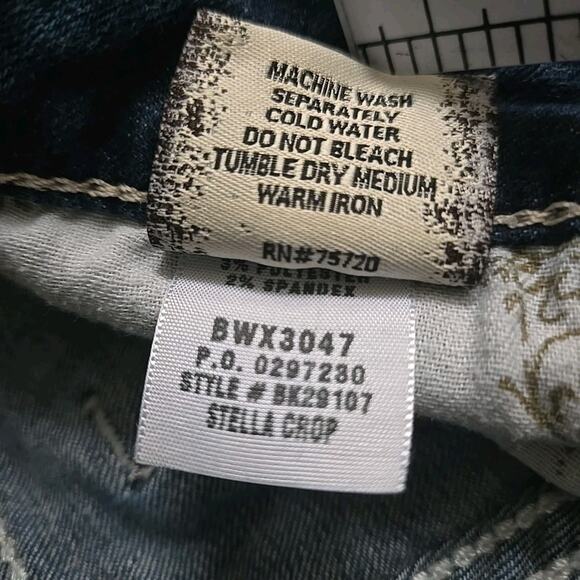 MACHINE WASH
SEPARATELY
COLD WATER
DO NOT BLEACH
TUMBLE DRY MEDIUM
WARM IRON
RN#75720
POLYESTER
2% SPANDEX
BWX3047
P.O. 0297230
STYLE # BK29107
STELLA CROP